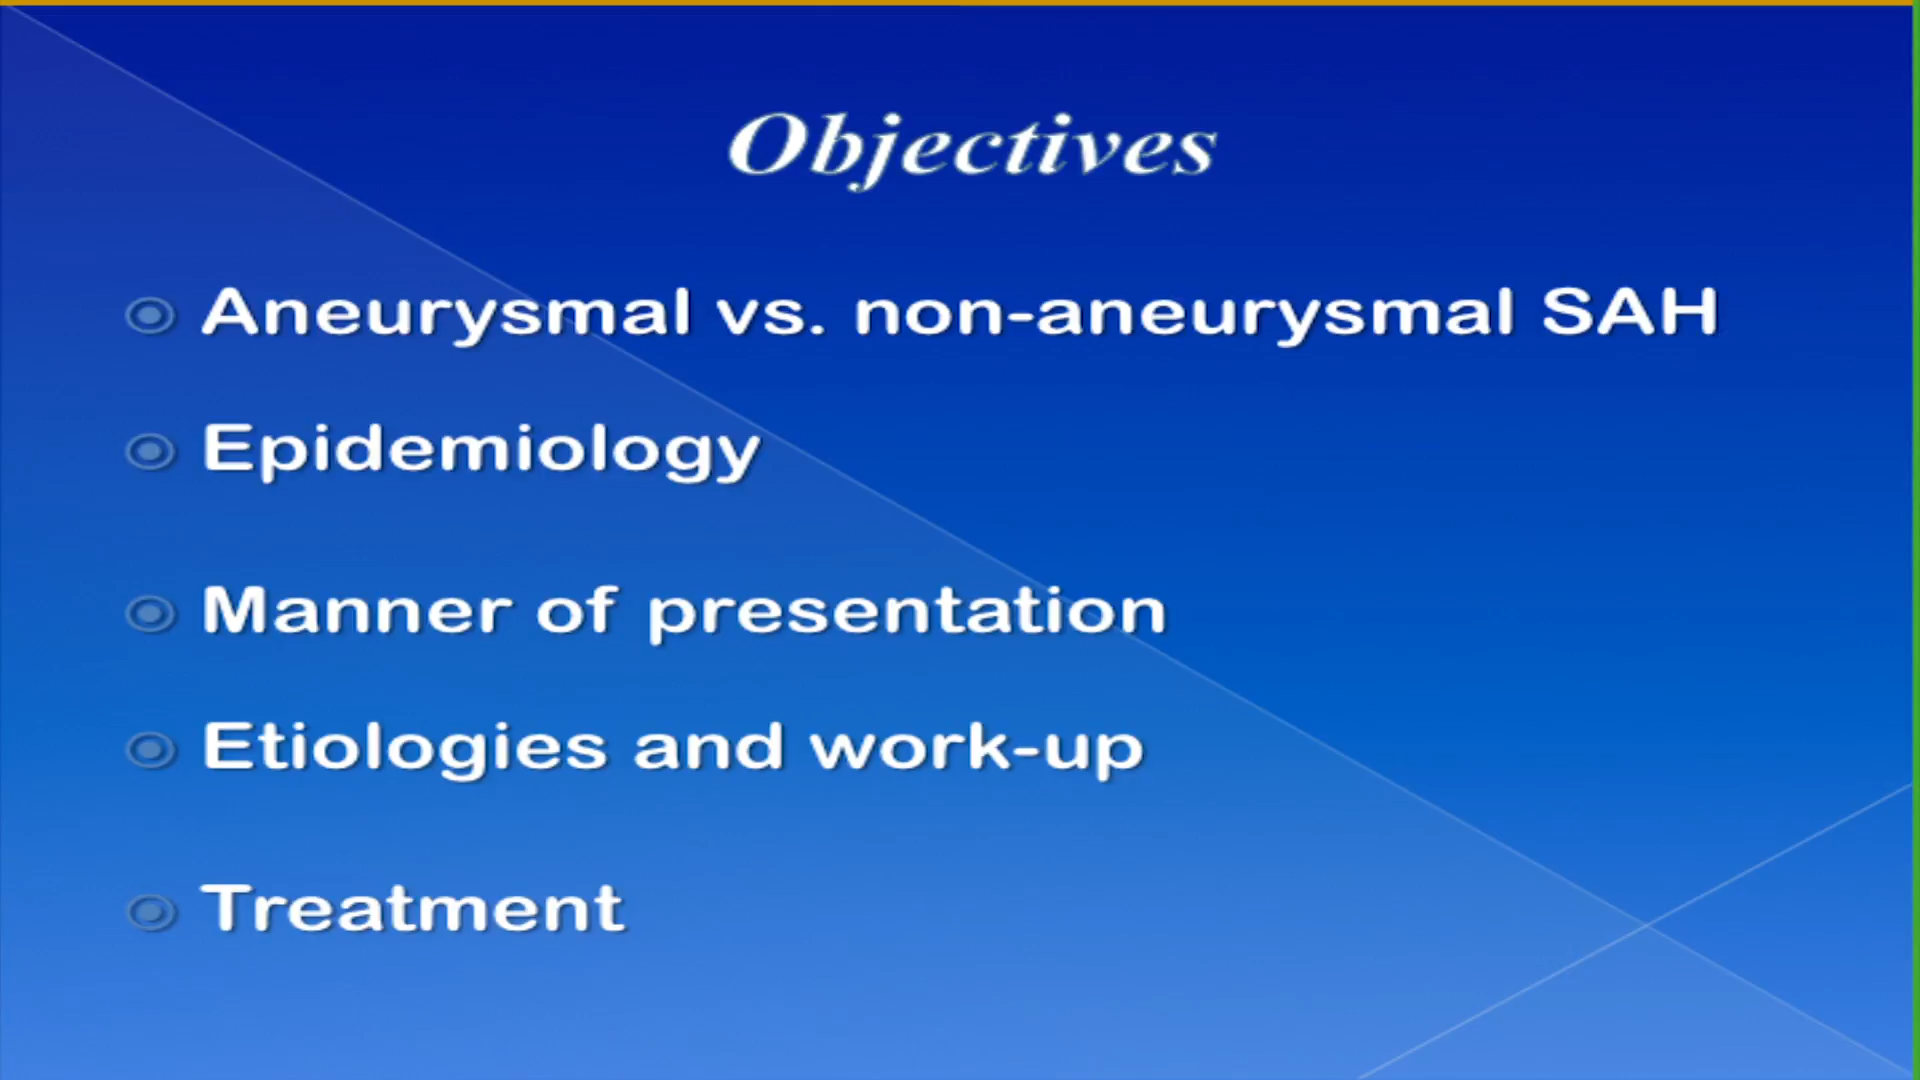 Objectives
Aneurysmal vs. non-aneurysmal SAH
Epidemiology
Manner of presentation
Etiologies and work-up
Treatment